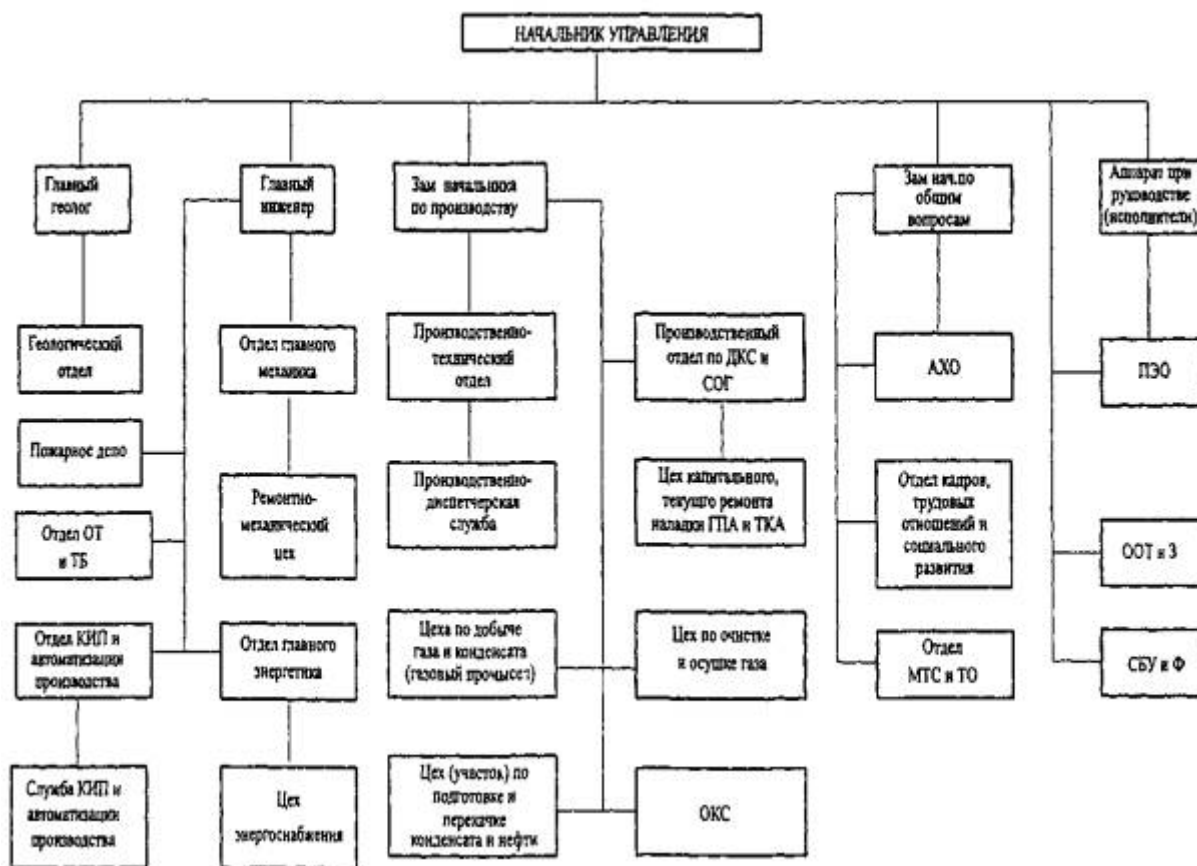 НАЧАЛЬНИК УПРАВЛЕНИЯ
Главный
геолог
Главный
инженер
Зам начальника
по производству
Зам нач.по
общим
вопросам
Аппарат при
руководстве
(исполнители)
Геологический
отдел
Отдел главного
механика
Производственно-
технический
отдел
Производственный
отдел по ДКС и
СОГ
АХО
ПЭО
Пожарное депо
Ремонтно-
механический
цех
Производственно-
диспетчерская
служба
Цех капитального,
текущго ремонта
наладки ГПА и ТКА
Отдел кадров,
трудовых
отношений и
социального
развития
Отдел ОТ
и ТБ
ООТ и З
Отдел КИП и
автоматизации
производства
Отдел главного
энергетика
Цеха по добыче
газа и конденсата
(газовый прочысел)
Цех по очистке
и осушке газа
Отдел
МТС и ТО
СБУ и Ф
Служба КИП и
автоматизации
производства
Цех
энергоснабжения
Цех (участок) по
подготовке и
перекачке
конденсата и нефти
ОКС